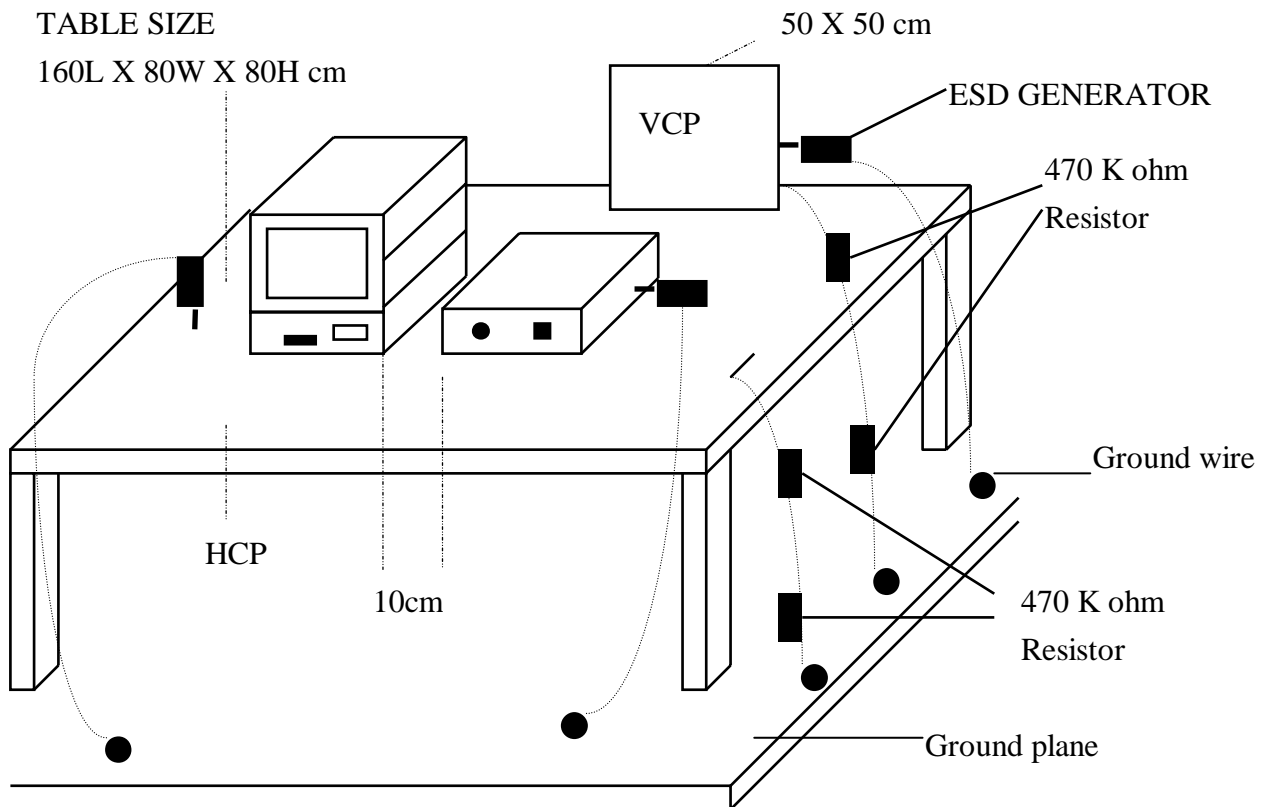 TABLE SIZE
160L X 80W X 80H cm
50 X 50 cm
VCP
ESD GENERATOR
470 K ohm
Resistor
Ground wire
HCP
10cm
470 K ohm
Resistor
Ground plane